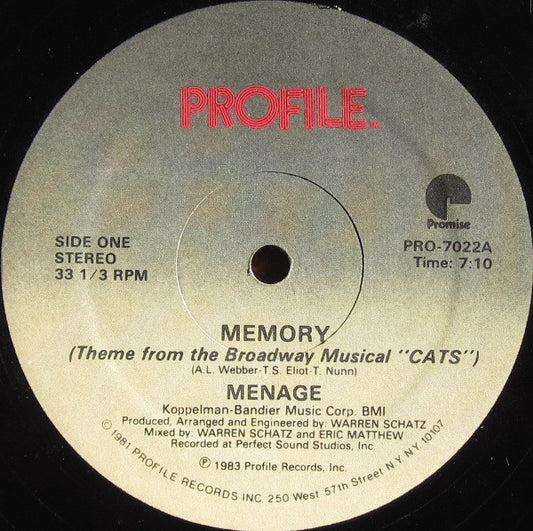 PROFILE™
Promise
SIDE ONE
STEREO
33 1/3 RPM
PRO-7022A
Time: 7:10
MEMORY
(Theme from the Broadway Musical "CATS")
(A.L. Webber-T.S. Eliot-T. Nunn)
MENAGE
Koppelman-Bandier Music Corp. BMI
Produced, Arranged and Engineered by: WARREN SCHATZ
Mixed by: WARREN SCHATZ and ERIC MATTHEW
Recorded at Perfect Sound Studios, Inc.
℗ 1983 Profile Records, Inc.
© 1981 PROFILE RECORDS INC. 250 West 57th Street N.Y. N.Y. 10107